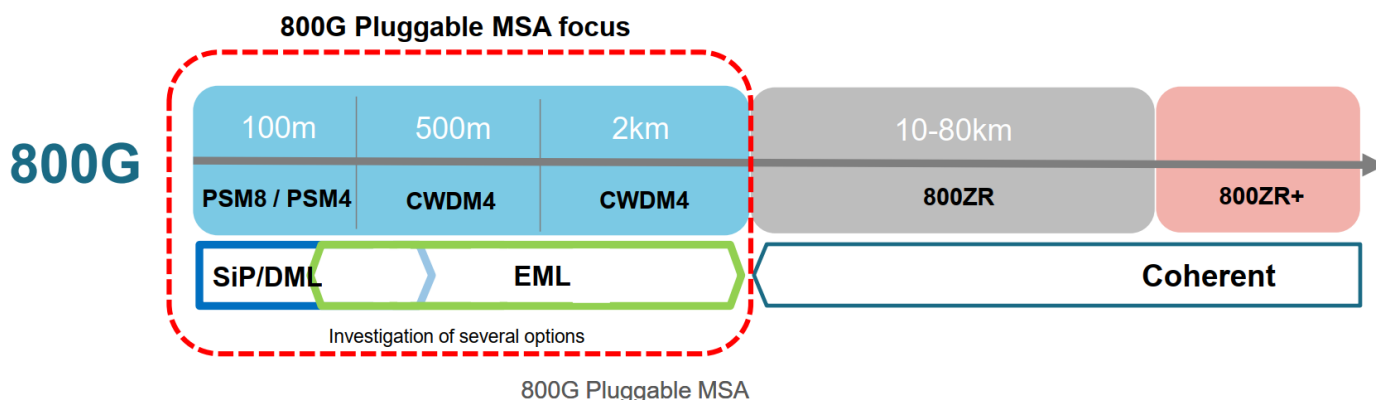 800G Pluggable MSA focus
800G
100m
500m
2km
10-80km
PSM8 / PSM4
CWDM4
CWDM4
800ZR
800ZR+
SiP/DML
EML
Coherent
Investigation of several options
800G Pluggable MSA